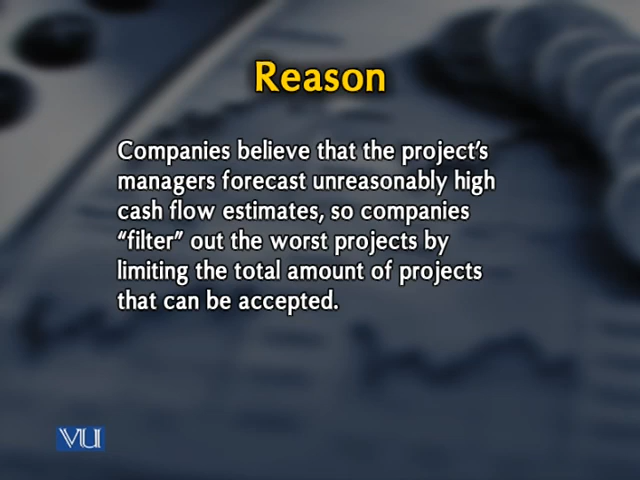 Reason
Companies believe that the project's
managers forecast unreasonably high
cash flow estimates, so companies
“filter” out the worst projects by
limiting the total amount of projects
that can be accepted.
VU